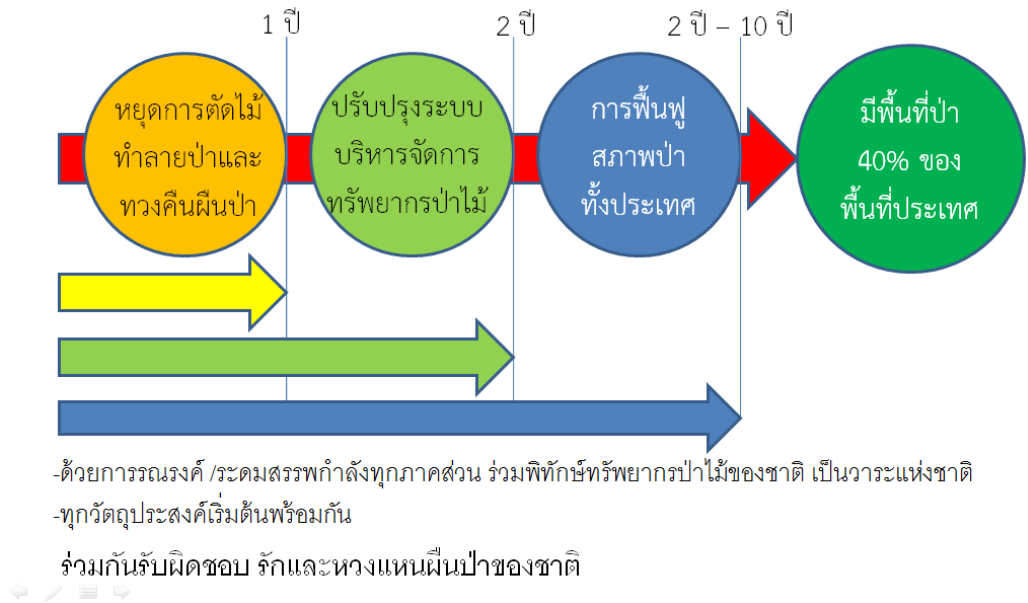 1 ปี
2 ปี
2 ปี – 10 ปี
หยุดการตัดไม้
ทำลายป่าและ
ทวงคืนผืนป่า
ปรับปรุงระบบ
บริหารจัดการ
ทรัพยากรป่าไม้
การฟื้นฟู
สภาพป่า
ทั้งประเทศ
มีพื้นที่ป่า
40% ของ
พื้นที่ประเทศ
-ด้วยการรณรงค์ /ระดมสรรพกำลังทุกภาคส่วน ร่วมพิทักษ์ทรัพยากรป่าไม้ของชาติ เป็นวาระแห่งชาติ
-ทุกวัตถุประสงค์เริ่มต้นพร้อมกัน
ร่วมกันรับผิดชอบ รักและหวงแหนผืนป่าของชาติ